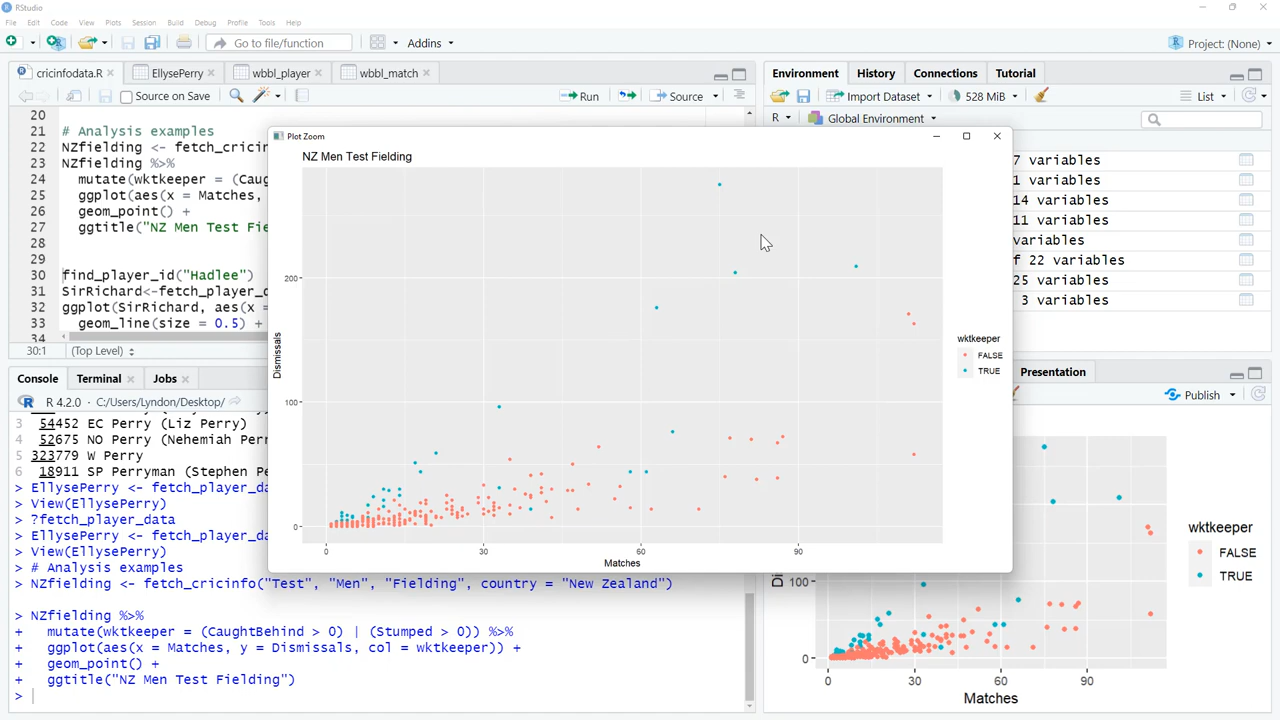 RStudio
File Edit Code View Plots Session Build Debug Profile Tools Help
Go to file/function Addins Project: (None)
cricinfodata.R EllysePerry wbbl_player wbbl_match
Source on Save Run Source
20
21 # Analysis examples
22 NZfielding <- fetch_cricin
23 NZfielding %>%
24 mutate(wktkeeper = (Caug
25 ggplot(aes(x = Matches,
26 geom_point() +
27 ggtitle("NZ Men Test Fie
28
29
30 find_player_id("Hadlee")
31 SirRichard<-fetch_player_d
32 ggplot(SirRichard, aes(x =
33 geom_line(size = 0.5) +
34
30:1 (Top Level)
Environment History Connections Tutorial
Import Dataset 528 MiB List
R Global Environment
7 variables
1 variables
14 variables
11 variables
variables
f 22 variables
25 variables
3 variables
Plot Zoom
NZ Men Test Fielding
Dismissals
200
100
0
0 30 60 90
Matches
wktkeeper
FALSE
TRUE
Console Terminal Jobs
R 4.2.0 · C:/Users/Lyndon/Desktop/
3 54452 EC Perry (Liz Perry)
4 52675 NO Perry (Nehemiah Perr
5 323779 W Perry
6 18911 SP Perryman (Stephen Pe
> EllysePerry <- fetch_player_da
> View(EllysePerry)
> ?fetch_player_data
> EllysePerry <- fetch_player_da
> View(EllysePerry)
> # Analysis examples
> NZfielding <- fetch_cricinfo("Test", "Men", "Fielding", country = "New Zealand")
> NZfielding %>%
+ mutate(wktkeeper = (CaughtBehind > 0) | (Stumped > 0)) %>%
+ ggplot(aes(x = Matches, y = Dismissals, col = wktkeeper)) +
+ geom_point() +
+ ggtitle("NZ Men Test Fielding")
>
Presentation
Publish
100
0
0 30 60 90
Matches
wktkeeper
FALSE
TRUE